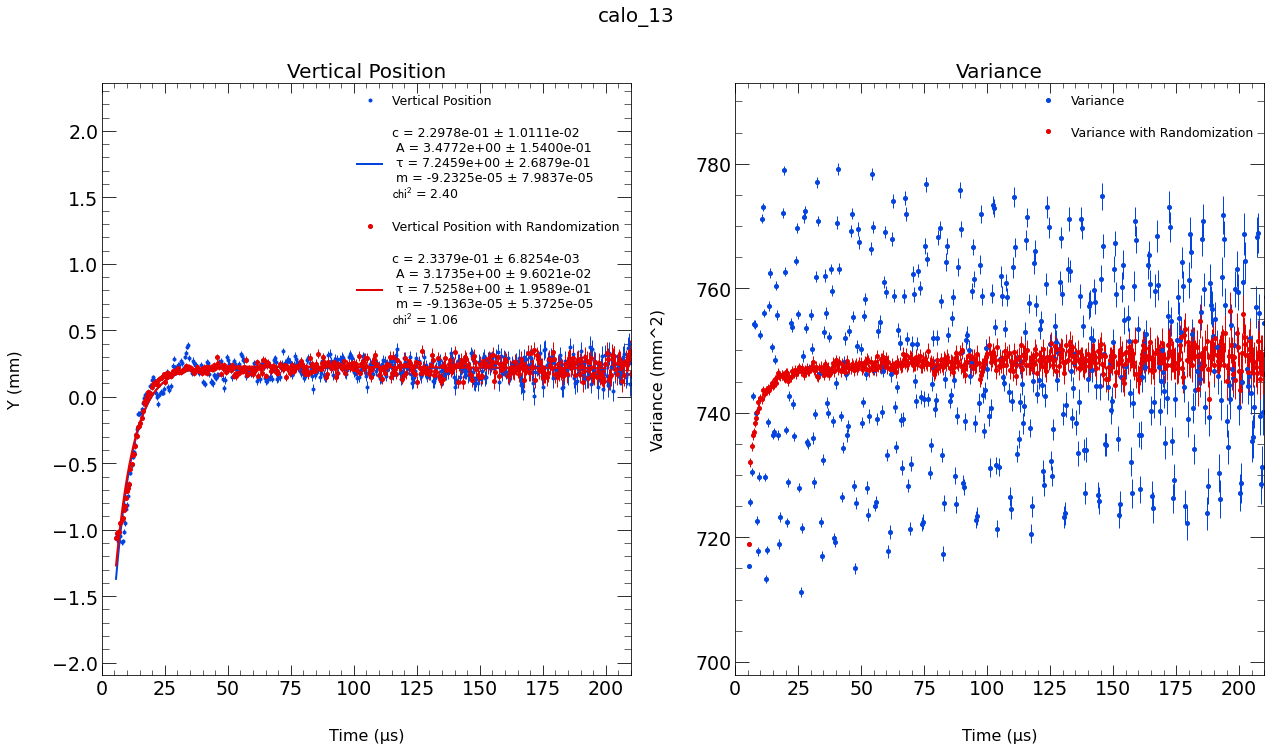 calo_13
Vertical Position
Y (mm)
2.0
1.5
1.0
0.5
0.0
−0.5
−1.0
−1.5
−2.0
0 25 50 75 100 125 150 175 200
Time (μs)
Vertical Position
c = 2.2978e-01 ± 1.0111e-02
A = 3.4772e+00 ± 1.5400e-01
τ = 7.2459e+00 ± 2.6879e-01
m = -9.2325e-05 ± 7.9837e-05
chi² = 2.40
Vertical Position with Randomization
c = 2.3379e-01 ± 6.8254e-03
A = 3.1735e+00 ± 9.6021e-02
τ = 7.5258e+00 ± 1.9589e-01
m = -9.1363e-05 ± 5.3725e-05
chi² = 1.06
Variance
Variance (mm^2)
780
760
740
720
700
0 25 50 75 100 125 150 175 200
Time (μs)
Variance
Variance with Randomization